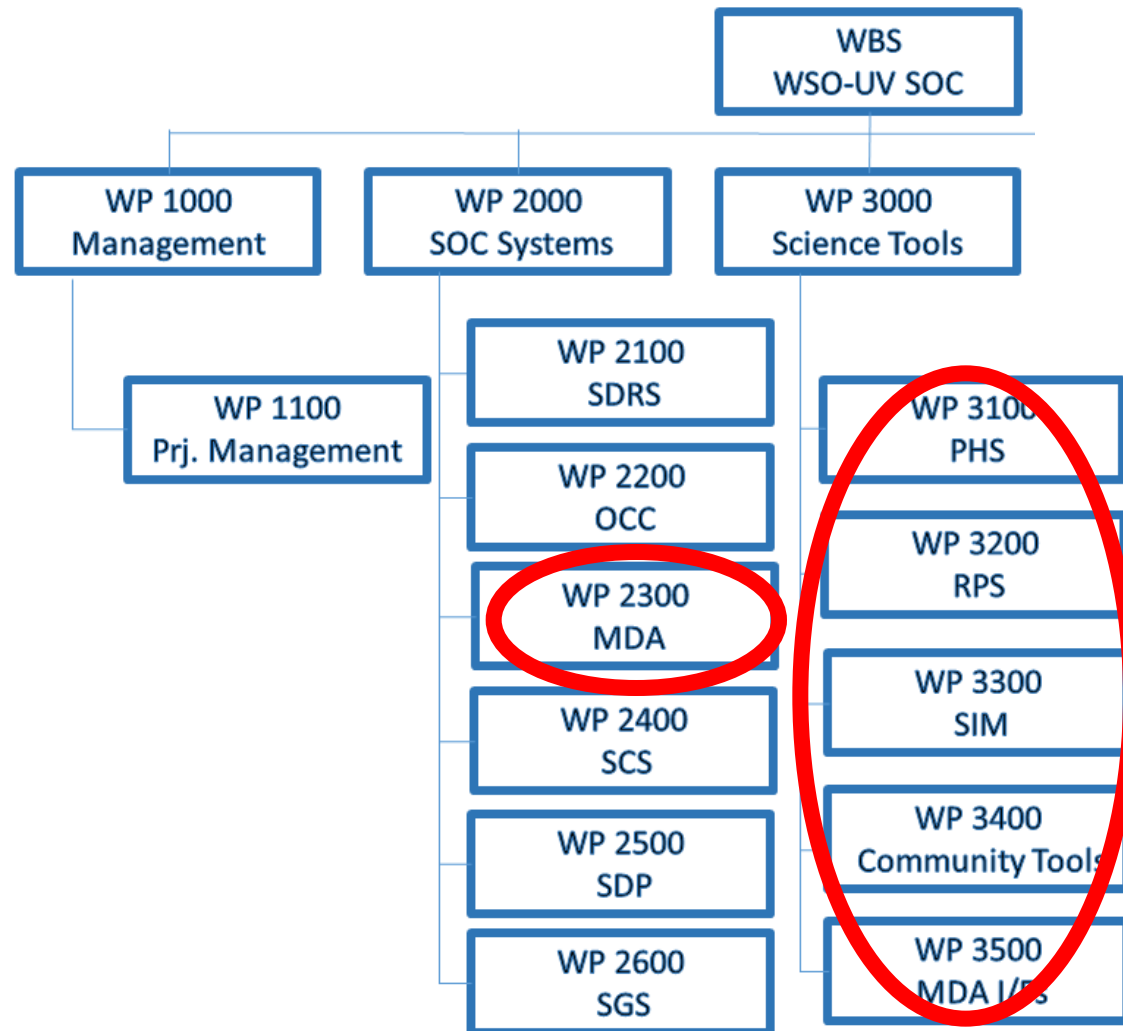 WBS
WSO-UV SOC
WP 1000
Management
WP 2000
SOC Systems
WP 3000
Science Tools
WP 1100
Prj. Management
WP 2100
SDRS
WP 2200
OCC
WP 2300
MDA
WP 2400
SCS
WP 2500
SDP
WP 2600
SGS
WP 3100
PHS
WP 3200
RPS
WP 3300
SIM
WP 3400
Community Tools
WP 3500
MDA I/Fs